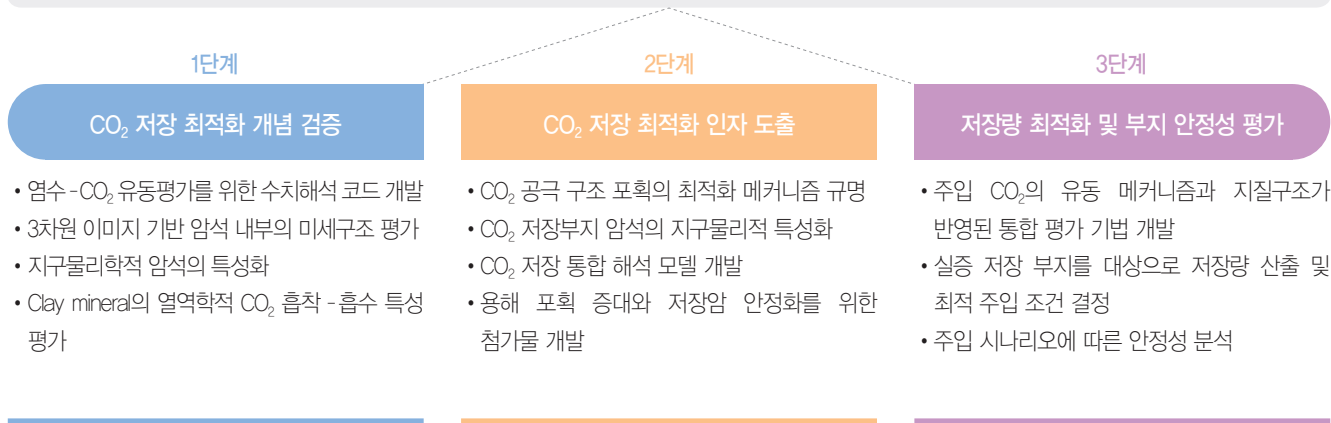 1단계
CO₂ 저장 최적화 개념 검증
• 염수-CO₂ 유동평가를 위한 수치해석 코드 개발
• 3차원 이미지 기반 암석 내부의 미세구조 평가
• 지구물리학적 암석의 특성화
• Clay mineral의 열역학적 CO₂ 흡착-흡수 특성
평가
2단계
CO₂ 저장 최적화 인자 도출
• CO₂ 공극 구조 포획의 최적화 메커니즘 규명
• CO₂ 저장부지 암석의 지구물리적 특성화
• CO₂ 저장 통합 해석 모델 개발
• 용해 포획 증대와 저장암 안정화를 위한
첨가물 개발
3단계
저장량 최적화 및 부지 안정성 평가
• 주입 CO₂의 유동 메커니즘과 지질구조가
반영된 통합 평가 기법 개발
• 실증 저장 부지를 대상으로 저장량 산출 및
최적 주입 조건 결정
• 주입 시나리오에 따른 안정성 분석